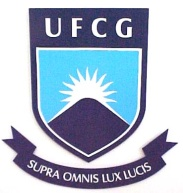 UFCG
SUPRA OMNIS LUX LUCIS